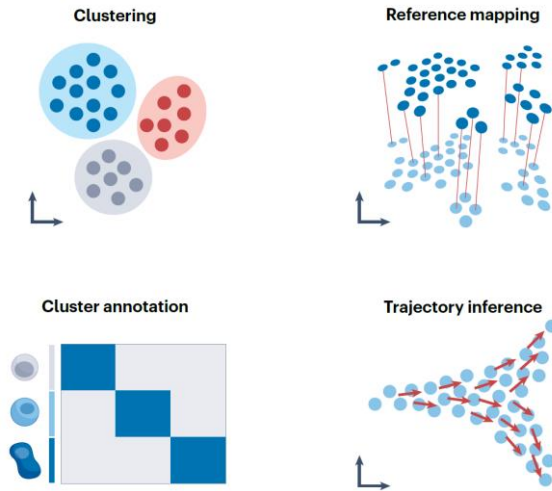 Clustering
Reference mapping
Cluster annotation
Trajectory inference